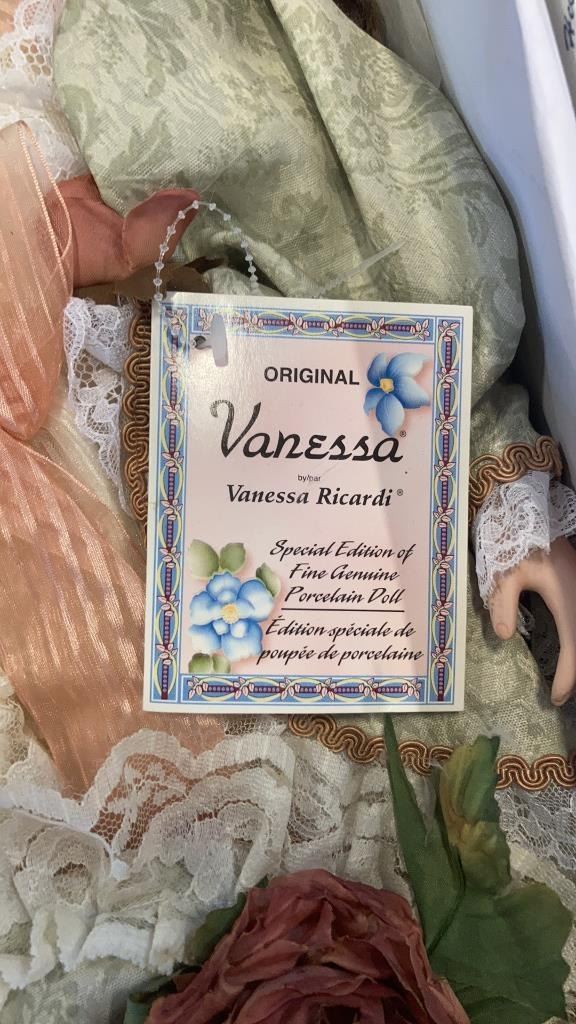 ORIGINAL
Vanessa®
by/par
Vanessa Ricardi®
Special Edition of
Fine Genuine
Porcelain Doll
Édition spéciale de
poupée de porcelaine